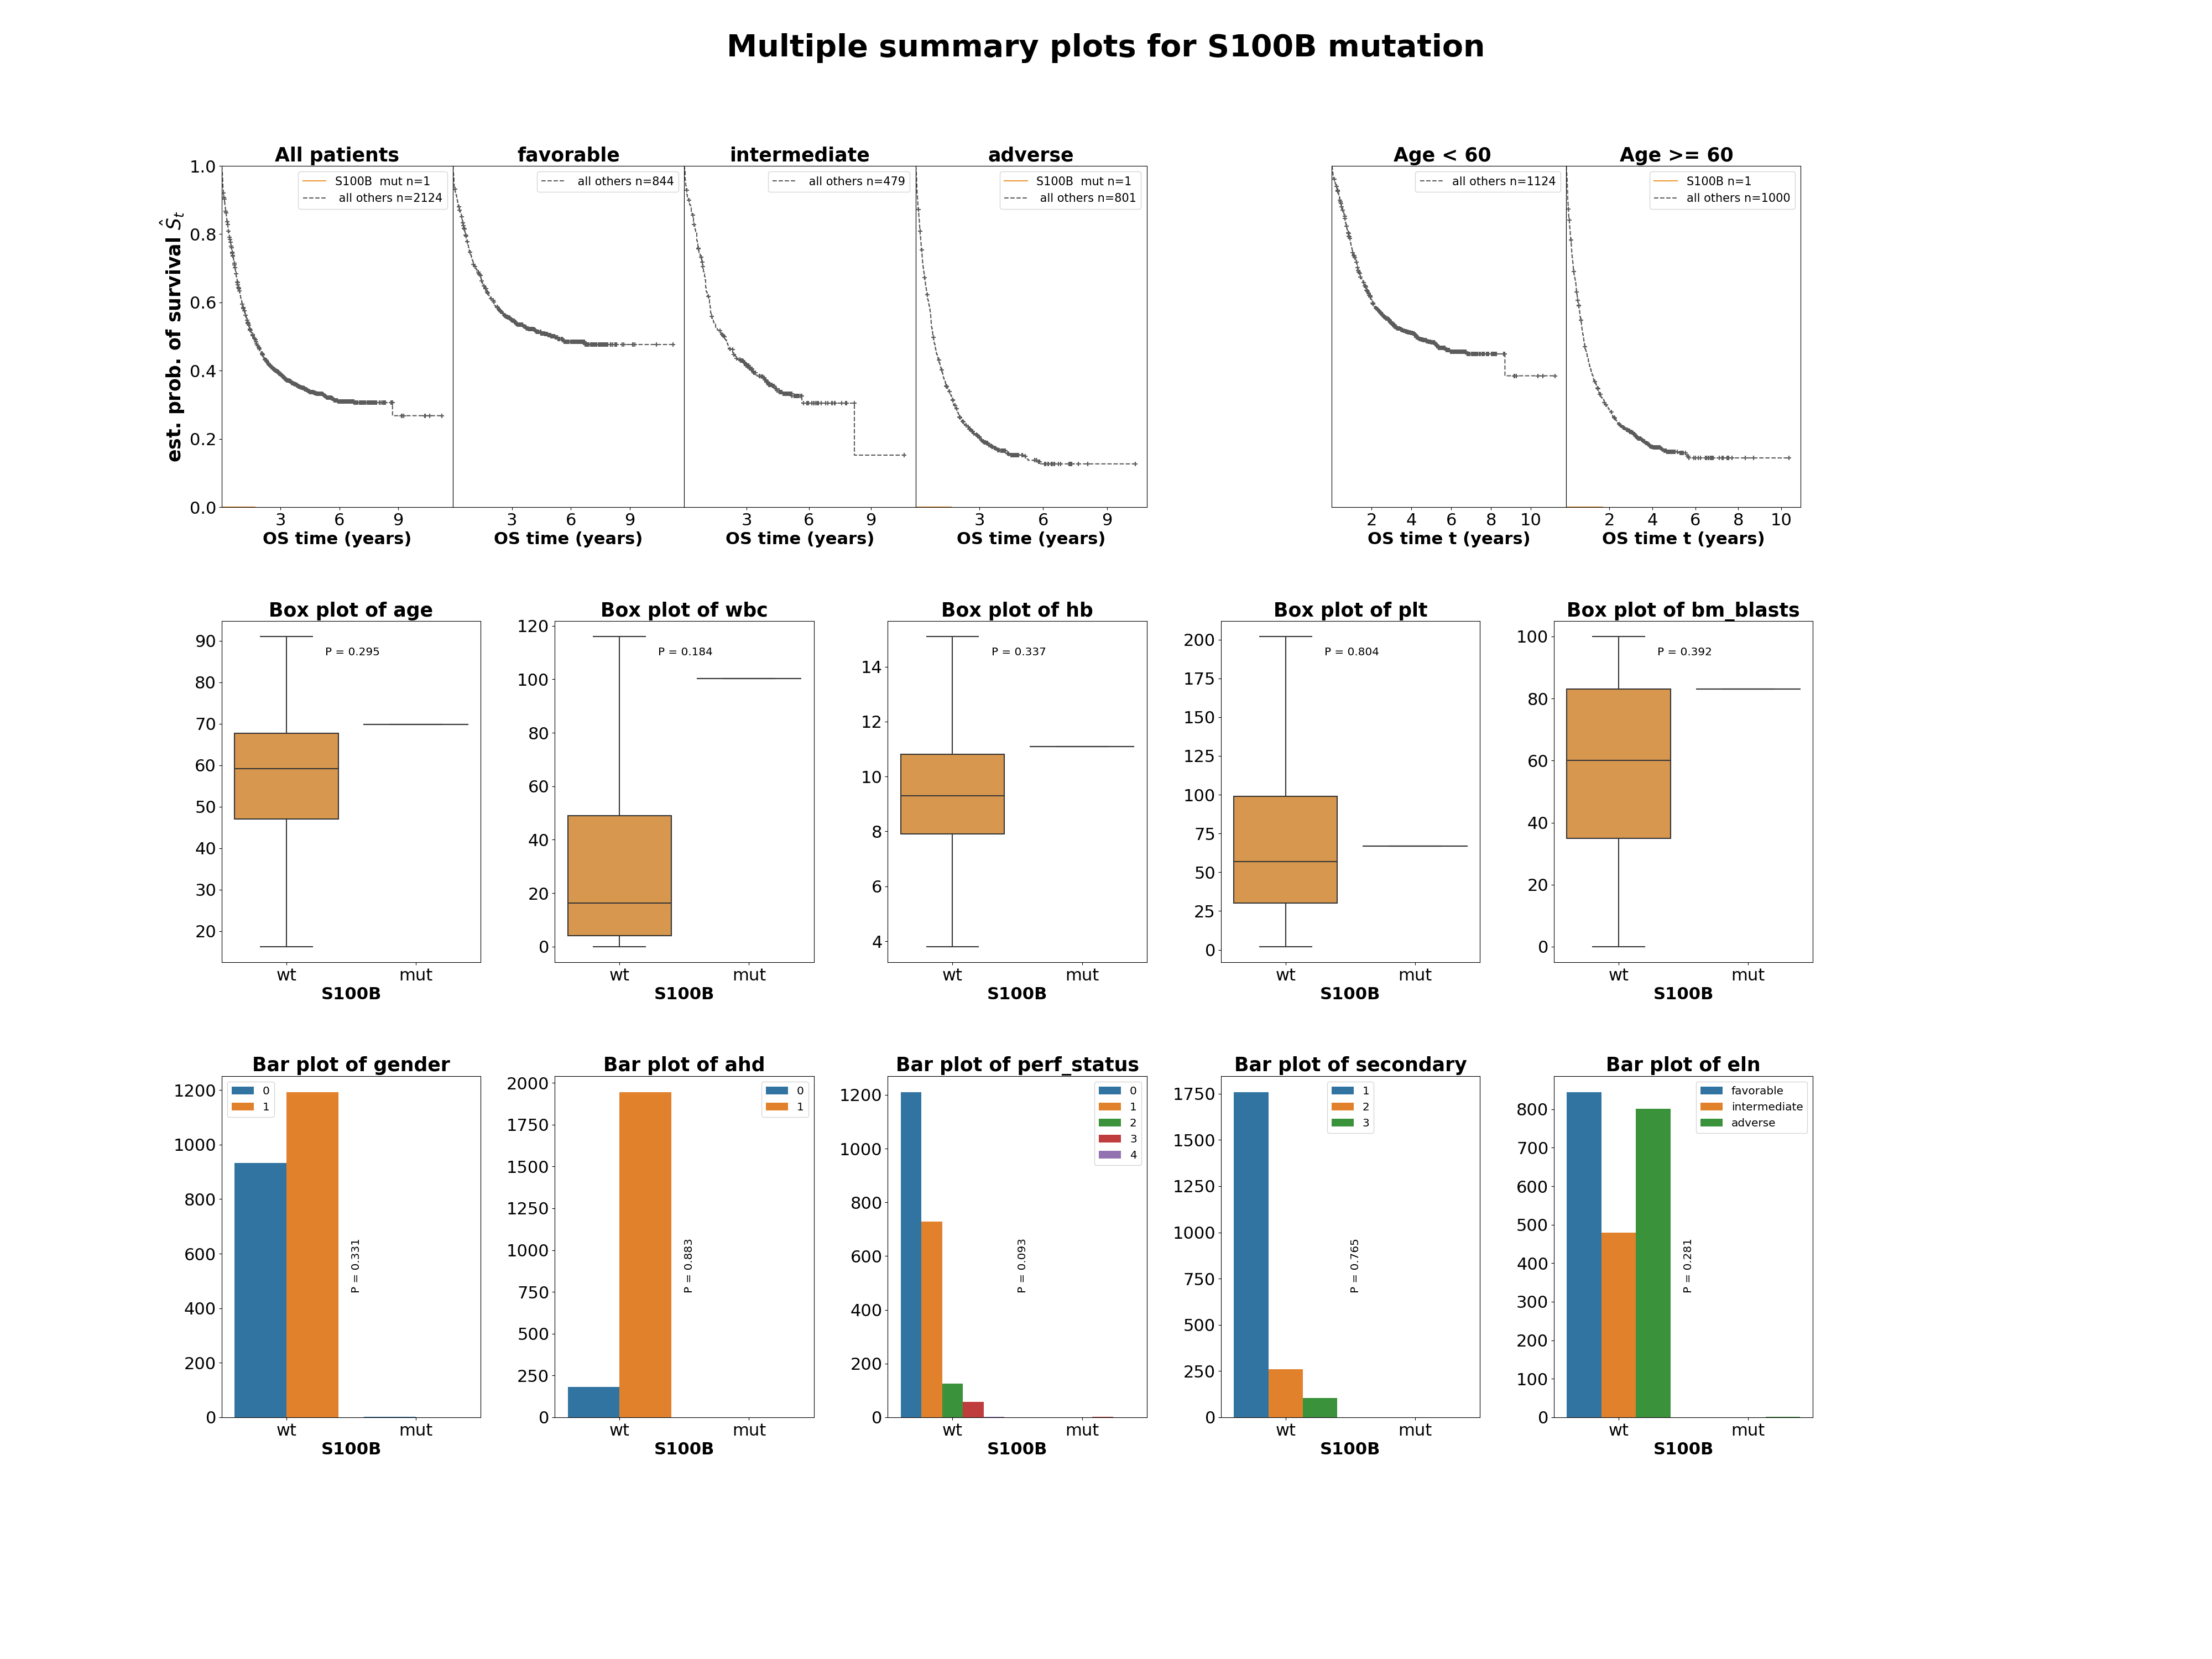 Multiple summary plots for S100B mutation
All patients
favorable
intermediate
adverse
Age < 60
Age >= 60
est. prob. of survival Ŝt
1.0
0.8
0.6
0.4
0.2
0.0
S100B mut n=1
all others n=2124
all others n=844
all others n=479
S100B mut n=1
all others n=801
all others n=1124
S100B n=1
all others n=1000
3 6 9
3 6 9
3 6 9
3 6 9
2 4 6 8 10
2 4 6 8 10
OS time (years)
OS time (years)
OS time (years)
OS time (years)
OS time t (years)
OS time t (years)
Box plot of age
90
80
70
60
50
40
30
20
P = 0.295
wt mut
S100B
Box plot of wbc
120
100
80
60
40
20
0
P = 0.184
wt mut
S100B
Box plot of hb
14
12
10
8
6
4
P = 0.337
wt mut
S100B
Box plot of plt
200
175
150
125
100
75
50
25
0
P = 0.804
wt mut
S100B
Box plot of bm_blasts
100
80
60
40
20
0
P = 0.392
wt mut
S100B
Bar plot of gender
1200
1000
800
600
400
200
0
0
1
P = 0.331
wt mut
S100B
Bar plot of ahd
2000
1750
1500
1250
1000
750
500
250
0
0
1
P = 0.883
wt mut
S100B
Bar plot of perf_status
1200
1000
800
600
400
200
0
0
1
2
3
4
P = 0.093
wt mut
S100B
Bar plot of secondary
1750
1500
1250
1000
750
500
250
0
1
2
3
P = 0.765
wt mut
S100B
Bar plot of eln
800
700
600
500
400
300
200
100
0
favorable
intermediate
adverse
P = 0.281
wt mut
S100B